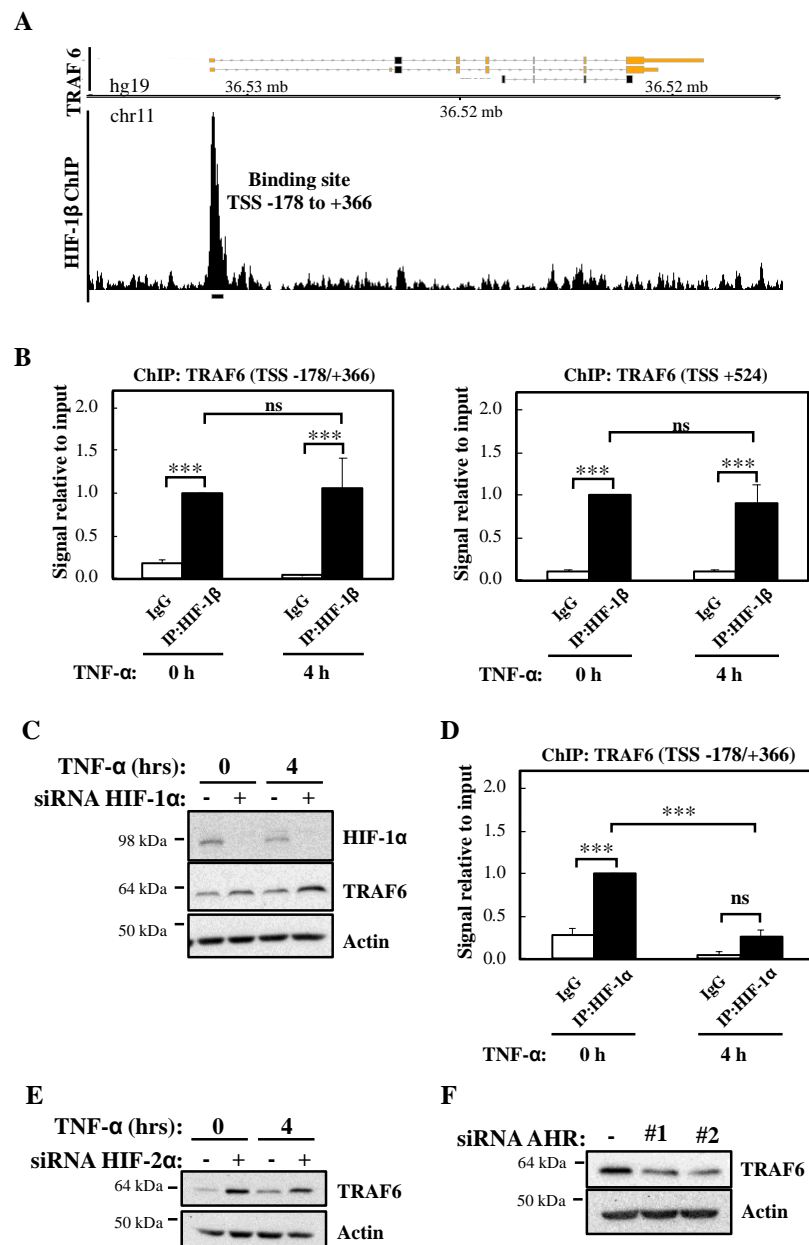 A
TRAF 6
hg19
36.53 mb
36.52 mb
36.52 mb
chr11
HIF-1β ChIP
Binding site
TSS -178 to +366
B
ChIP: TRAF6 (TSS -178/+366)
Signal relative to input
2.0
1.5
1.0
0.5
0.0
ns
***
***
IgG
IP:HIF-1β
IgG
IP:HIF-1β
TNF-α:
0 h
4 h
ChIP: TRAF6 (TSS +524)
Signal relative to input
2.0
1.5
1.0
0.5
0.0
ns
***
***
IgG
IP:HIF-1β
IgG
IP:HIF-1β
TNF-α:
0 h
4 h
C
TNF-α (hrs):
0
4
siRNA HIF-1α
- + - +
98 kDa
HIF-1α
64 kDa
TRAF6
50 kDa
Actin
D
ChIP: TRAF6 (TSS -178/+366)
Signal relative to input
2.0
1.5
1.0
0.5
0.0
***
***
ns
IgG
IP:HIF-1α
IgG
IP:HIF-1α
TNF-α:
0 h
4 h
E
TNF-α (hrs):
0
4
siRNA HIF-2α:
- + - +
64 kDa
TRAF6
50 kDa
Actin
F
siRNA AHR:
- #1 #2
64 kDa
TRAF6
50 kDa
Actin